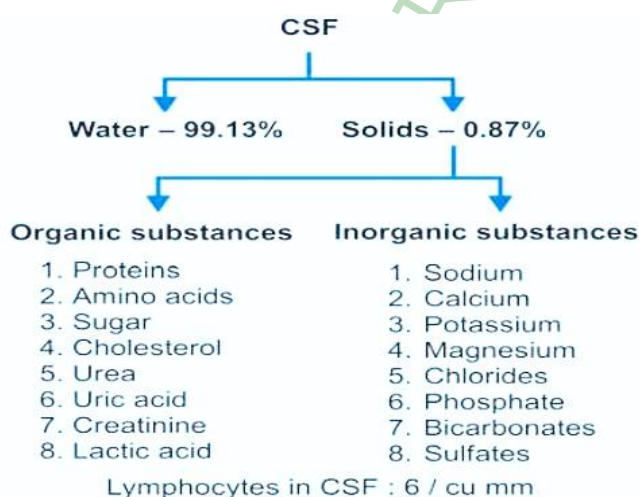 CSF
Water – 99.13%
Solids – 0.87%
Organic substances
1. Proteins
2. Amino acids
3. Sugar
4. Cholesterol
5. Urea
6. Uric acid
7. Creatinine
8. Lactic acid
Inorganic substances
1. Sodium
2. Calcium
3. Potassium
4. Magnesium
5. Chlorides
6. Phosphate
7. Bicarbonates
8. Sulfates
Lymphocytes in CSF : 6 / cu mm